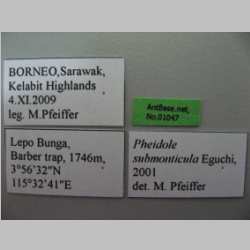 BORNEO,Sarawak,
Kelabit Highlands
4.XI.2009
leg. M.Pfeiffer
AntBase.net,
No.01047
Lepo Bunga,
Barber trap, 1746m,
3°56'32"N
115°32'41"E
Pheidole
submonticula Eguchi,
2001
det. M. Pfeiffer